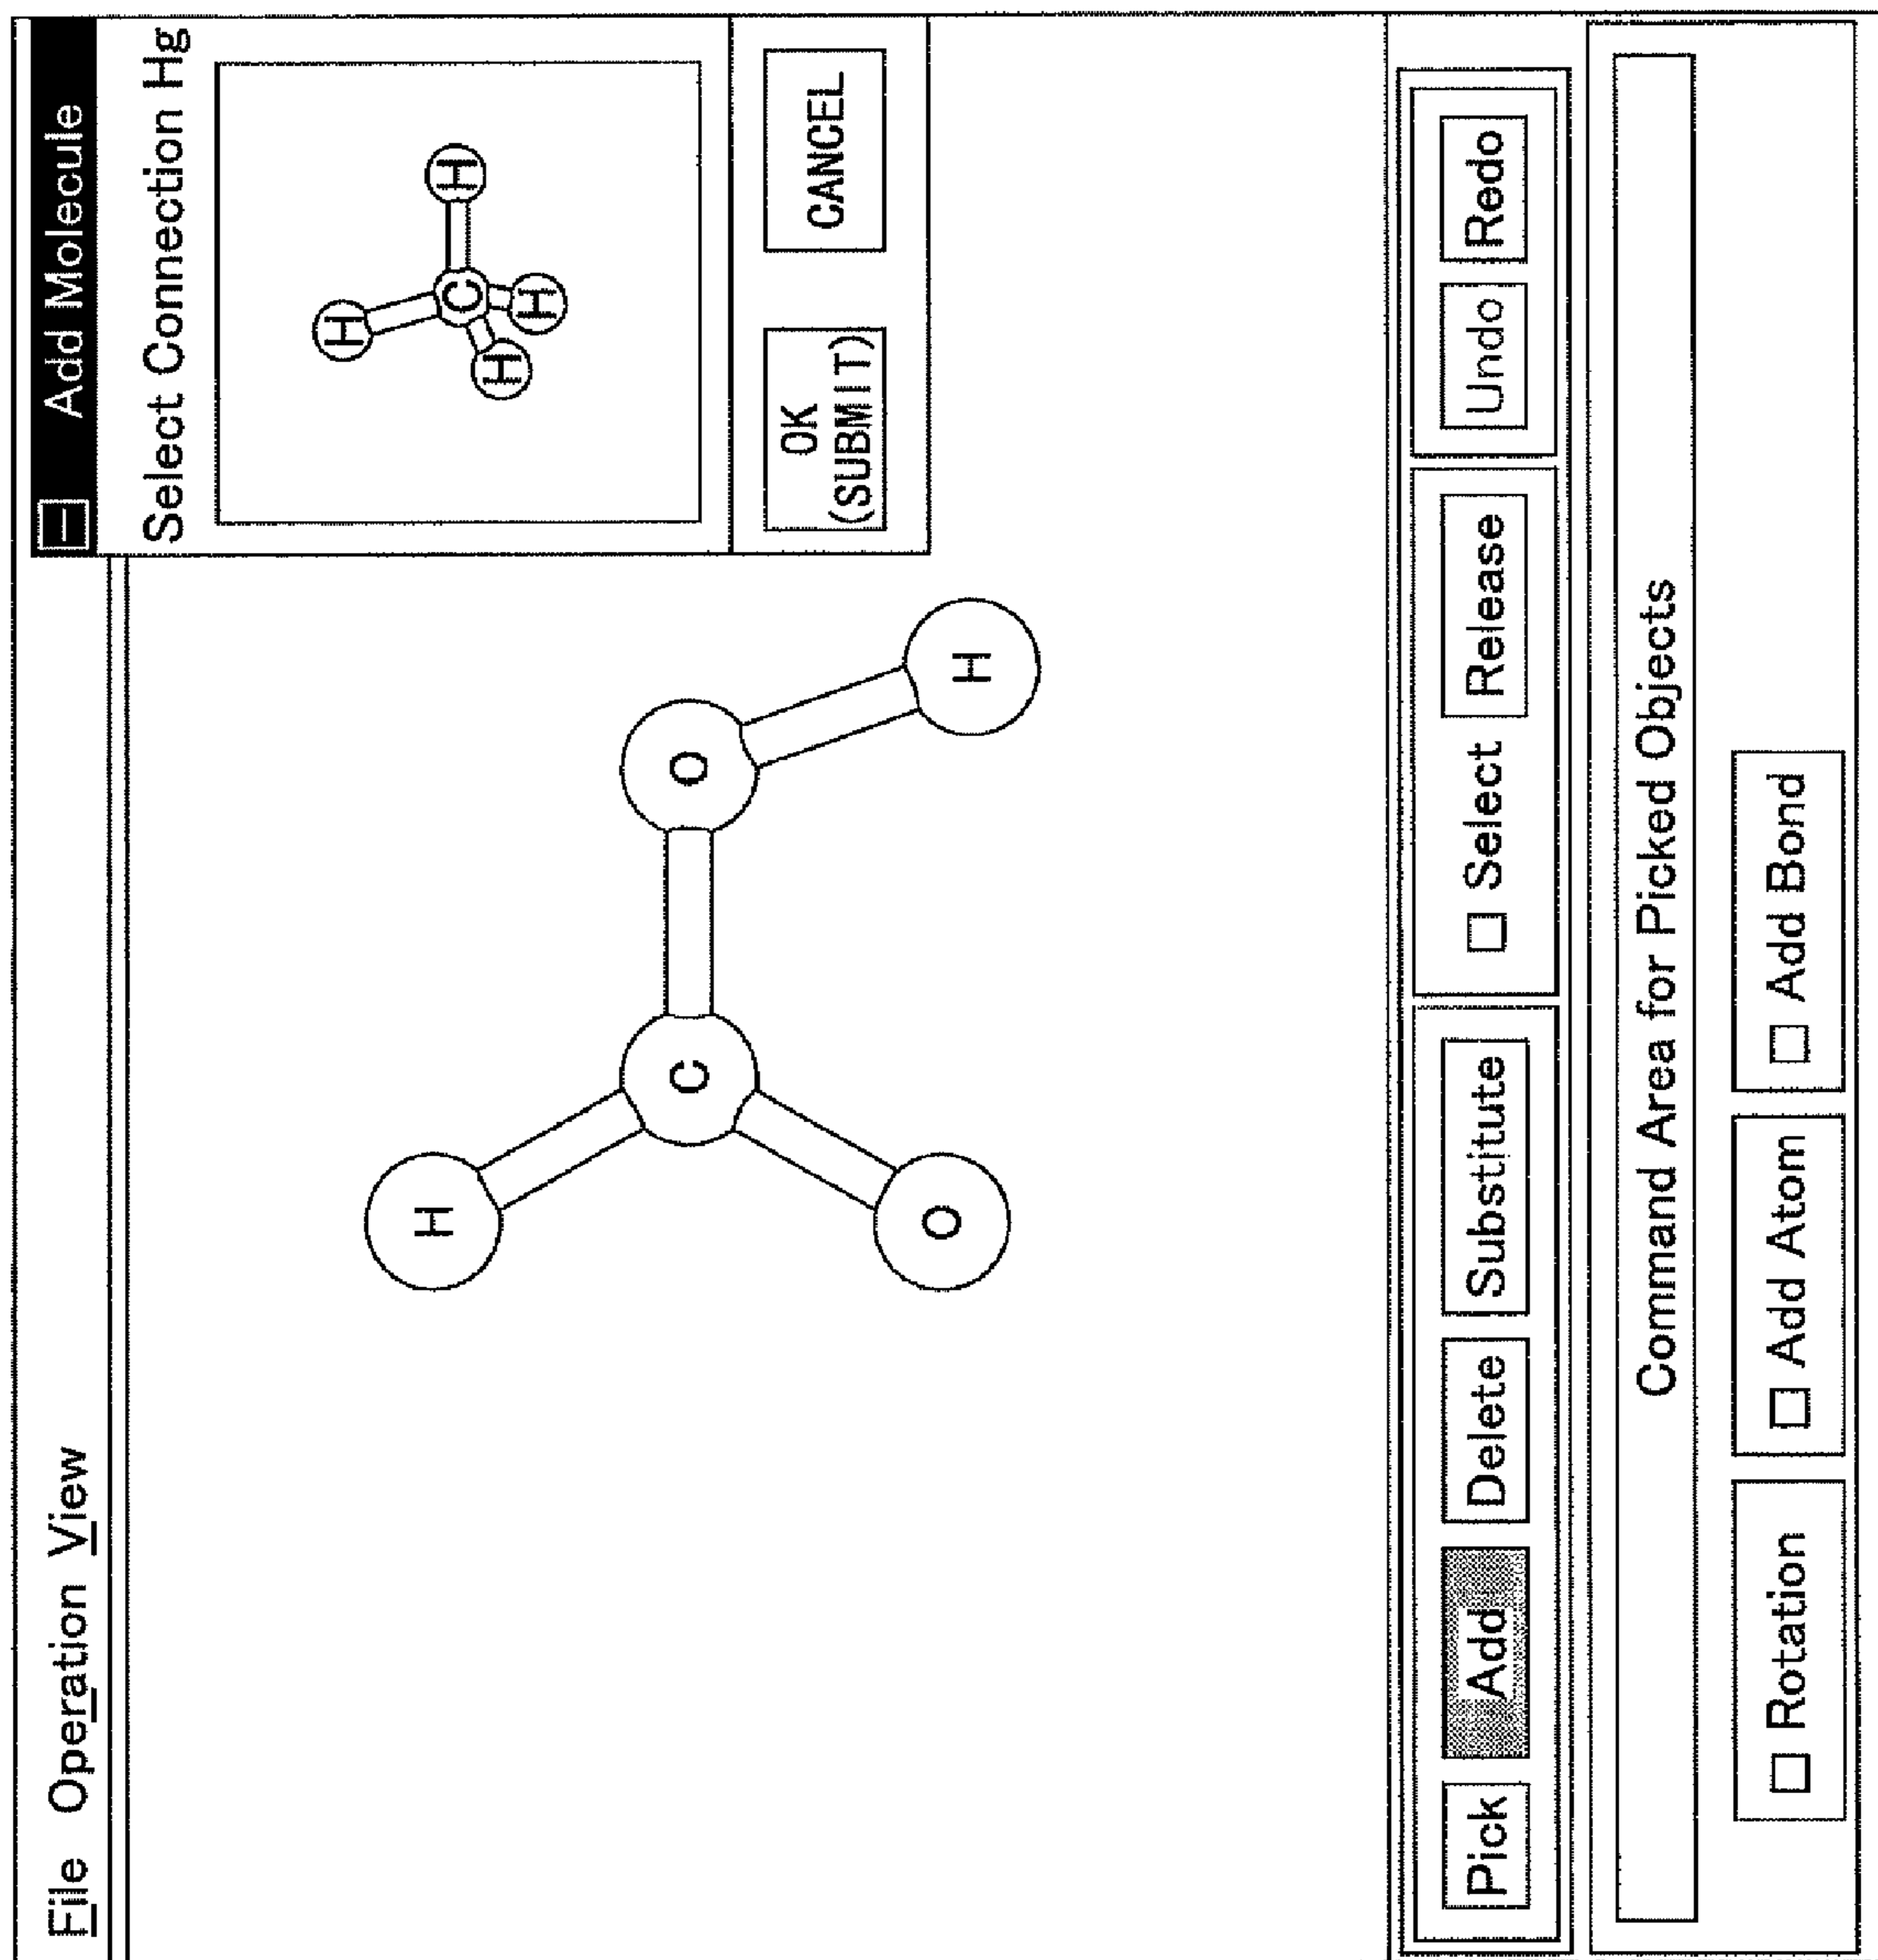 File Operation View
Add Molecule
Select Connection Hg
H
H
C
H
H
OK
(SUBMIT)
CANCEL
H
C
O
O
H
Pick Add Delete Substitute □ Select Release Undo Redo
Command Area for Picked Objects
□ Rotation □ Add Atom □ Add Bond